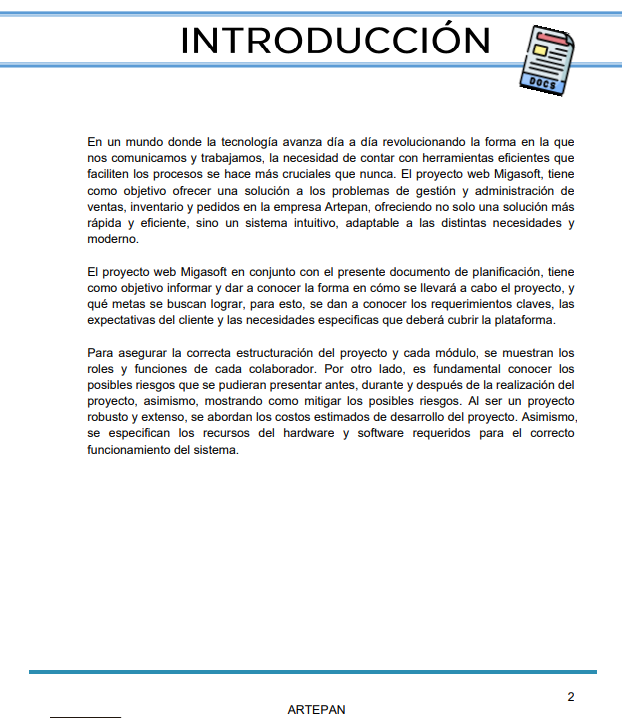 INTRODUCCIÓN
DOCS
En un mundo donde la tecnología avanza día a día revolucionando la forma en la que
nos comunicamos y trabajamos, la necesidad de contar con herramientas eficientes que
faciliten los procesos se hace más cruciales que nunca. El proyecto web Migasoft, tiene
como objetivo ofrecer una solución a los problemas de gestión y administración de
ventas, inventario y pedidos en la empresa Artepan, ofreciendo no solo una solución más
rápida y eficiente, sino un sistema intuitivo, adaptable a las distintas necesidades y
moderno.
El proyecto web Migasoft en conjunto con el presente documento de planificación, tiene
como objetivo informar y dar a conocer la forma en cómo se llevará a cabo el proyecto, y
qué metas se buscan lograr, para esto, se dan a conocer los requerimientos claves, las
expectativas del cliente y las necesidades especificas que deberá cubrir la plataforma.
Para asegurar la correcta estructuración del proyecto y cada módulo, se muestran los
roles y funciones de cada colaborador. Por otro lado, es fundamental conocer los
posibles riesgos que se pudieran presentar antes, durante y después de la realización del
proyecto, asimismo, mostrando como mitigar los posibles riesgos. Al ser un proyecto
robusto y extenso, se abordan los costos estimados de desarrollo del proyecto. Asimismo,
se especifican los recursos del hardware y software requeridos para el correcto
funcionamiento del sistema.
2
ARTEPAN